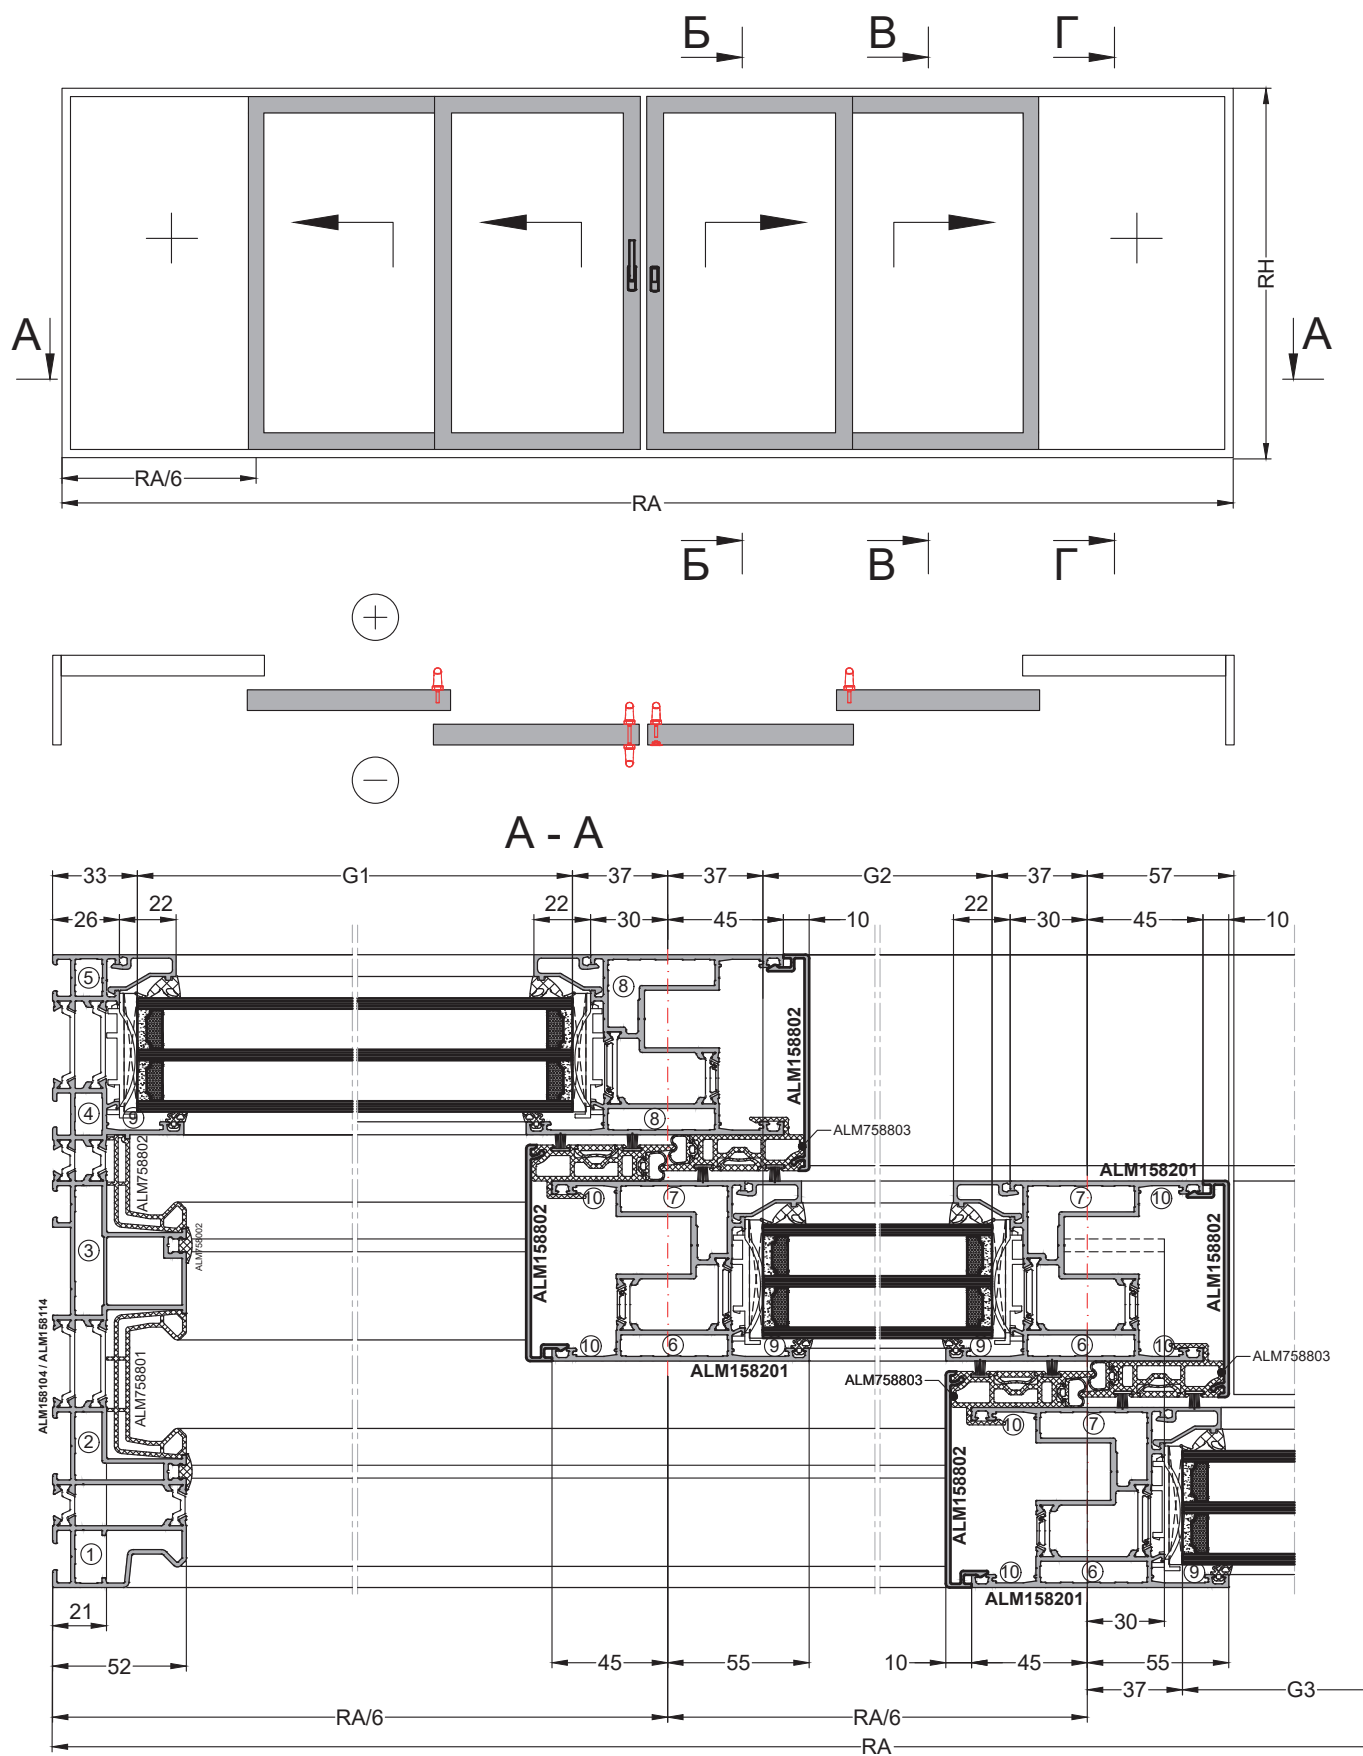 Б В Г
RH
А А
RA/6
RA
Б В Г
+
−
А - А
33 G1 37 37 G2 37 57
26 22 22 30 45 10 22 30 45 10
5
8
ALM158802
4
9
8
ALM758803
ALM758802
ALM158201
10 7 7 10
ALM158802
ALM158802
3
ALM758002
ALM158104 / ALM158114
10 6 9 9 6 10
ALM158201
ALM758803
ALM758803
ALM758801
10 7
2
ALM158802
1
10 6 9
ALM158201
21 30
52 45 55 10 45 55
37 G3
RA/6 RA/6
RA